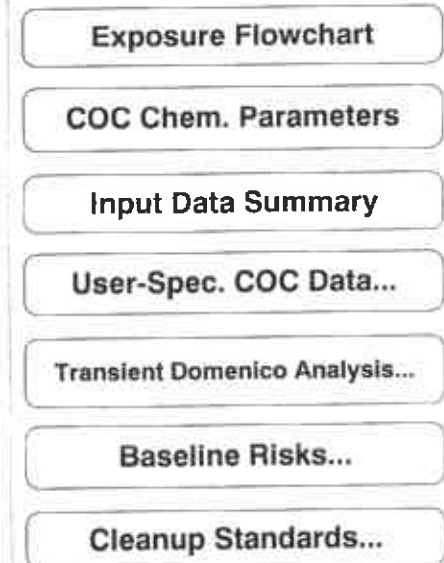 Exposure Flowchart
COC Chem. Parameters
Input Data Summary
User-Spec. COC Data...
Transient Domenico Analysis...
Baseline Risks...
Cleanup Standards...